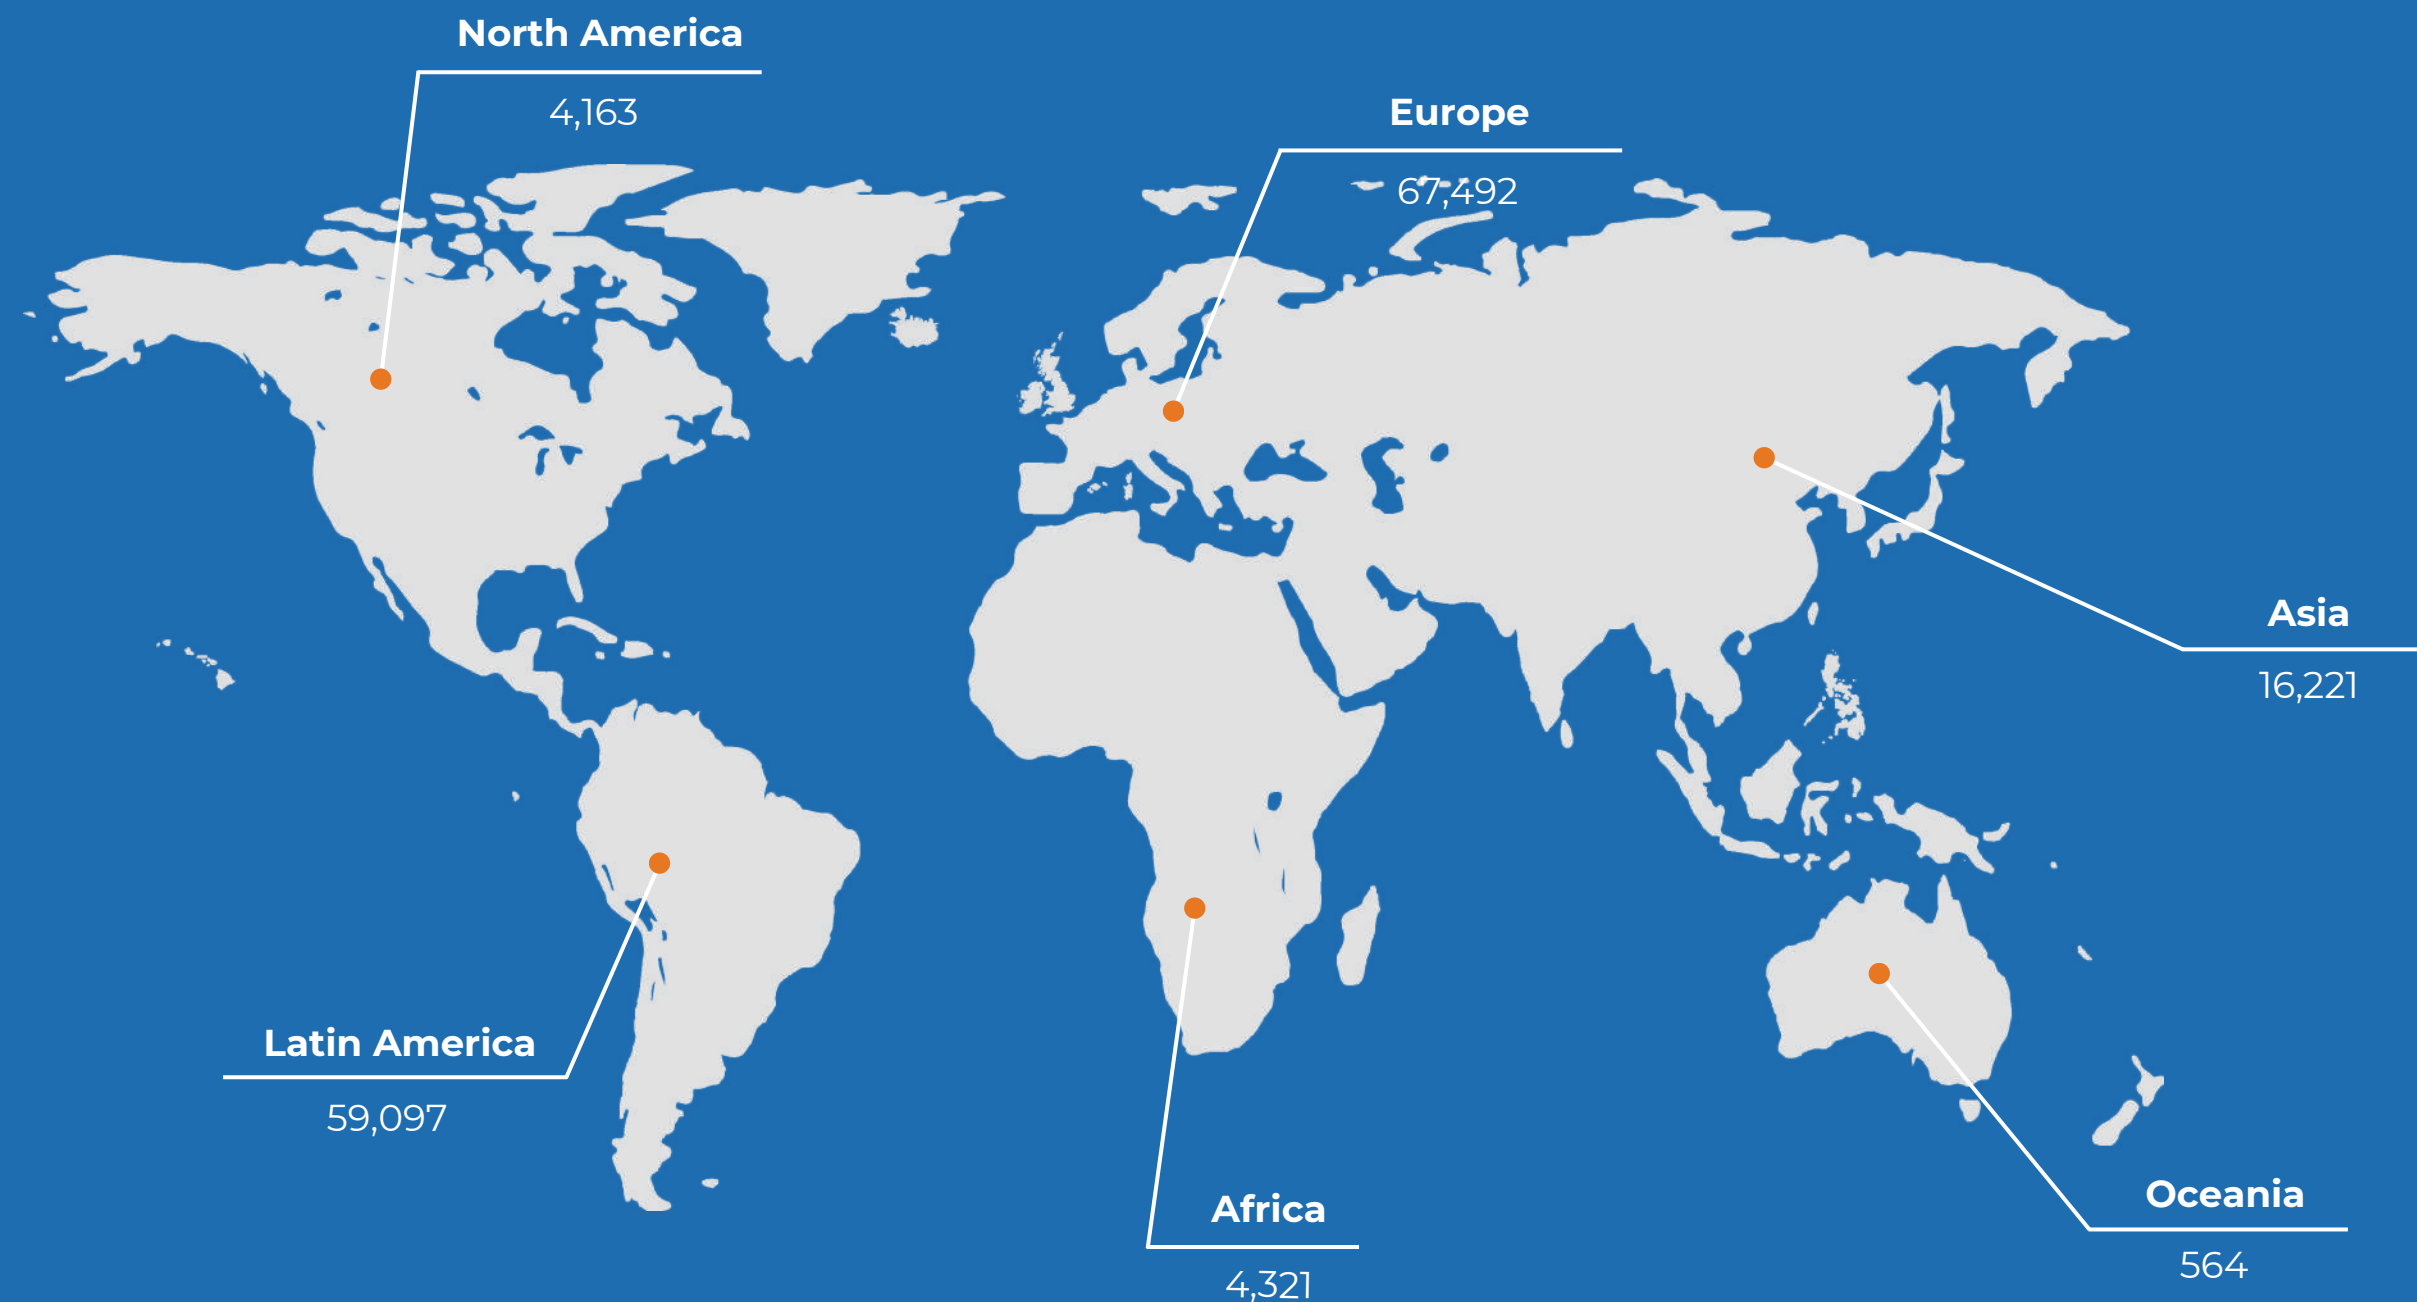 North America
4,163
Europe
67,492
Asia
16,221
Latin America
59,097
Africa
4,321
Oceania
564